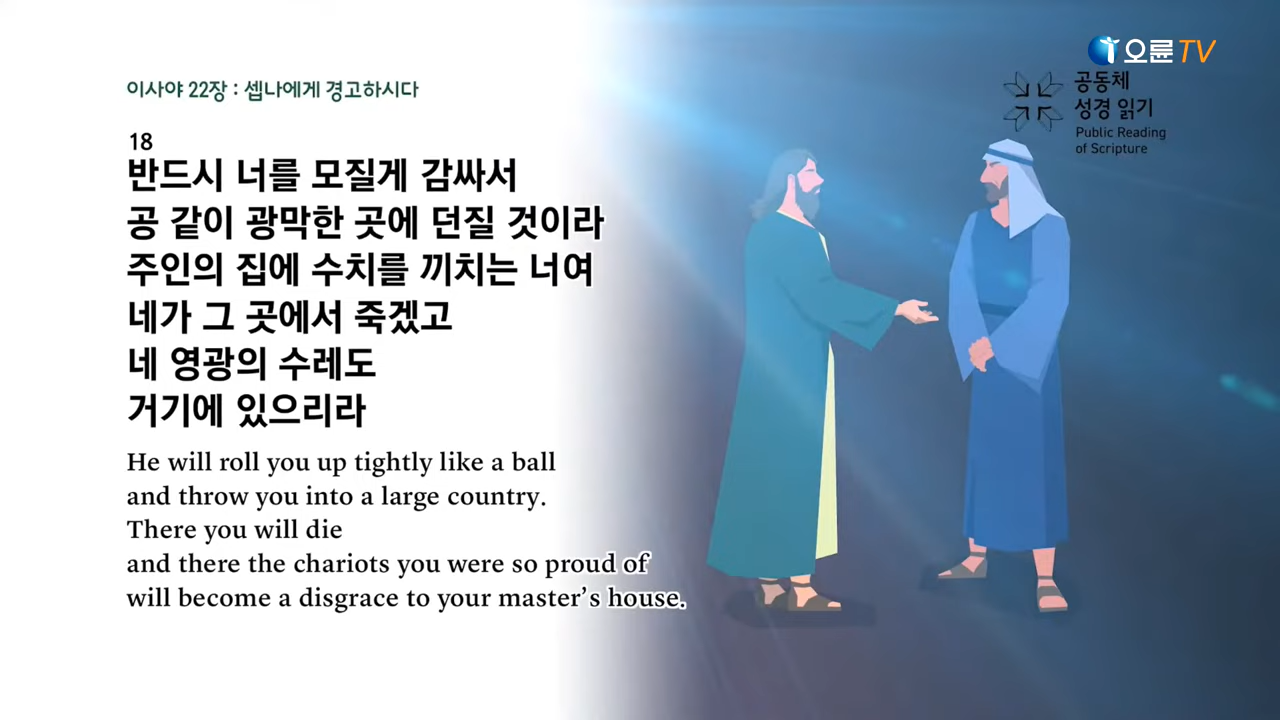 오륜TV
공동체
성경 읽기
Public Reading
of Scripture
이사야 22장 : 셉나에게 경고하시다
18
반드시 너를 모질게 감싸서
공 같이 광막한 곳에 던질 것이라
주인의 집에 수치를 끼치는 너여
네가 그 곳에서 죽겠고
네 영광의 수레도
거기에 있으리라
He will roll you up tightly like a ball
and throw you into a large country.
There you will die
and there the chariots you were so proud of
will become a disgrace to your master’s house.